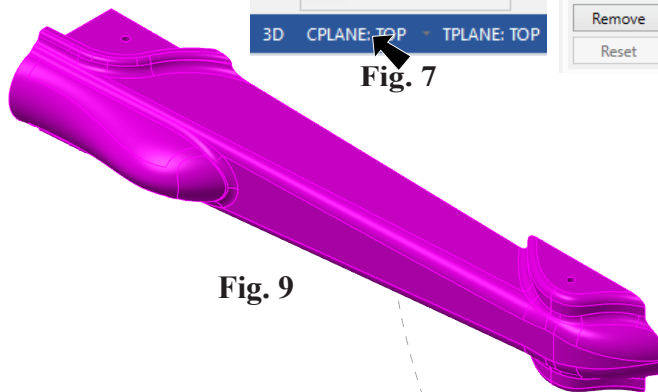 3D CPLANE: TOP TPLANE: TOP
Remove
Reset
Fig. 7
Fig. 9